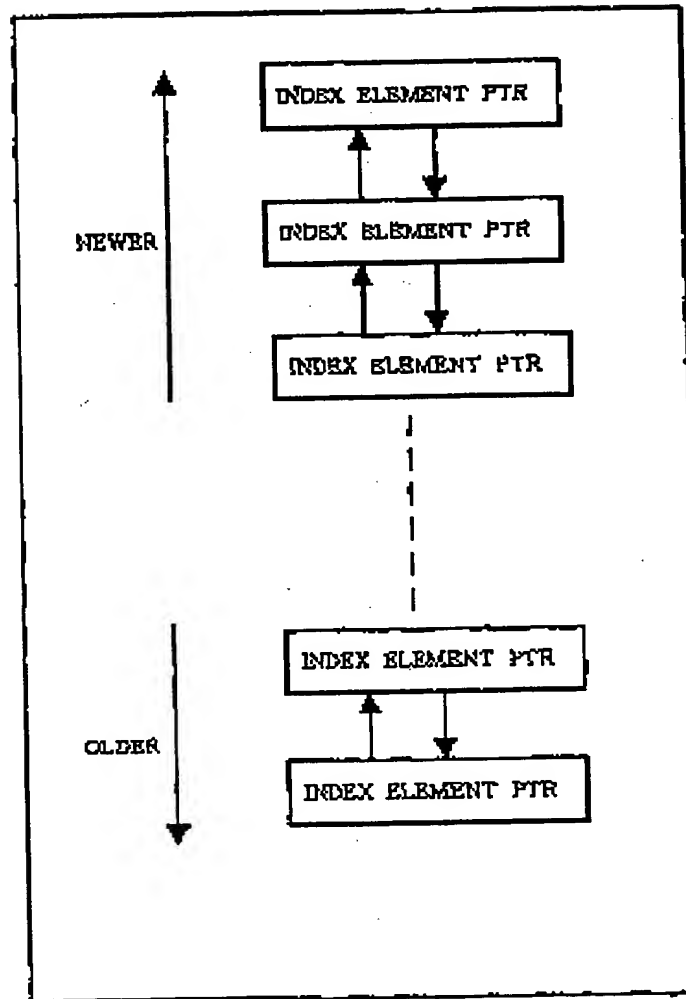 INDEX ELEMENT PTR
INDEX ELEMENT PTR
NEWER
INDEX ELEMENT PTR
INDEX ELEMENT PTR
OLDER
INDEX ELEMENT PTR